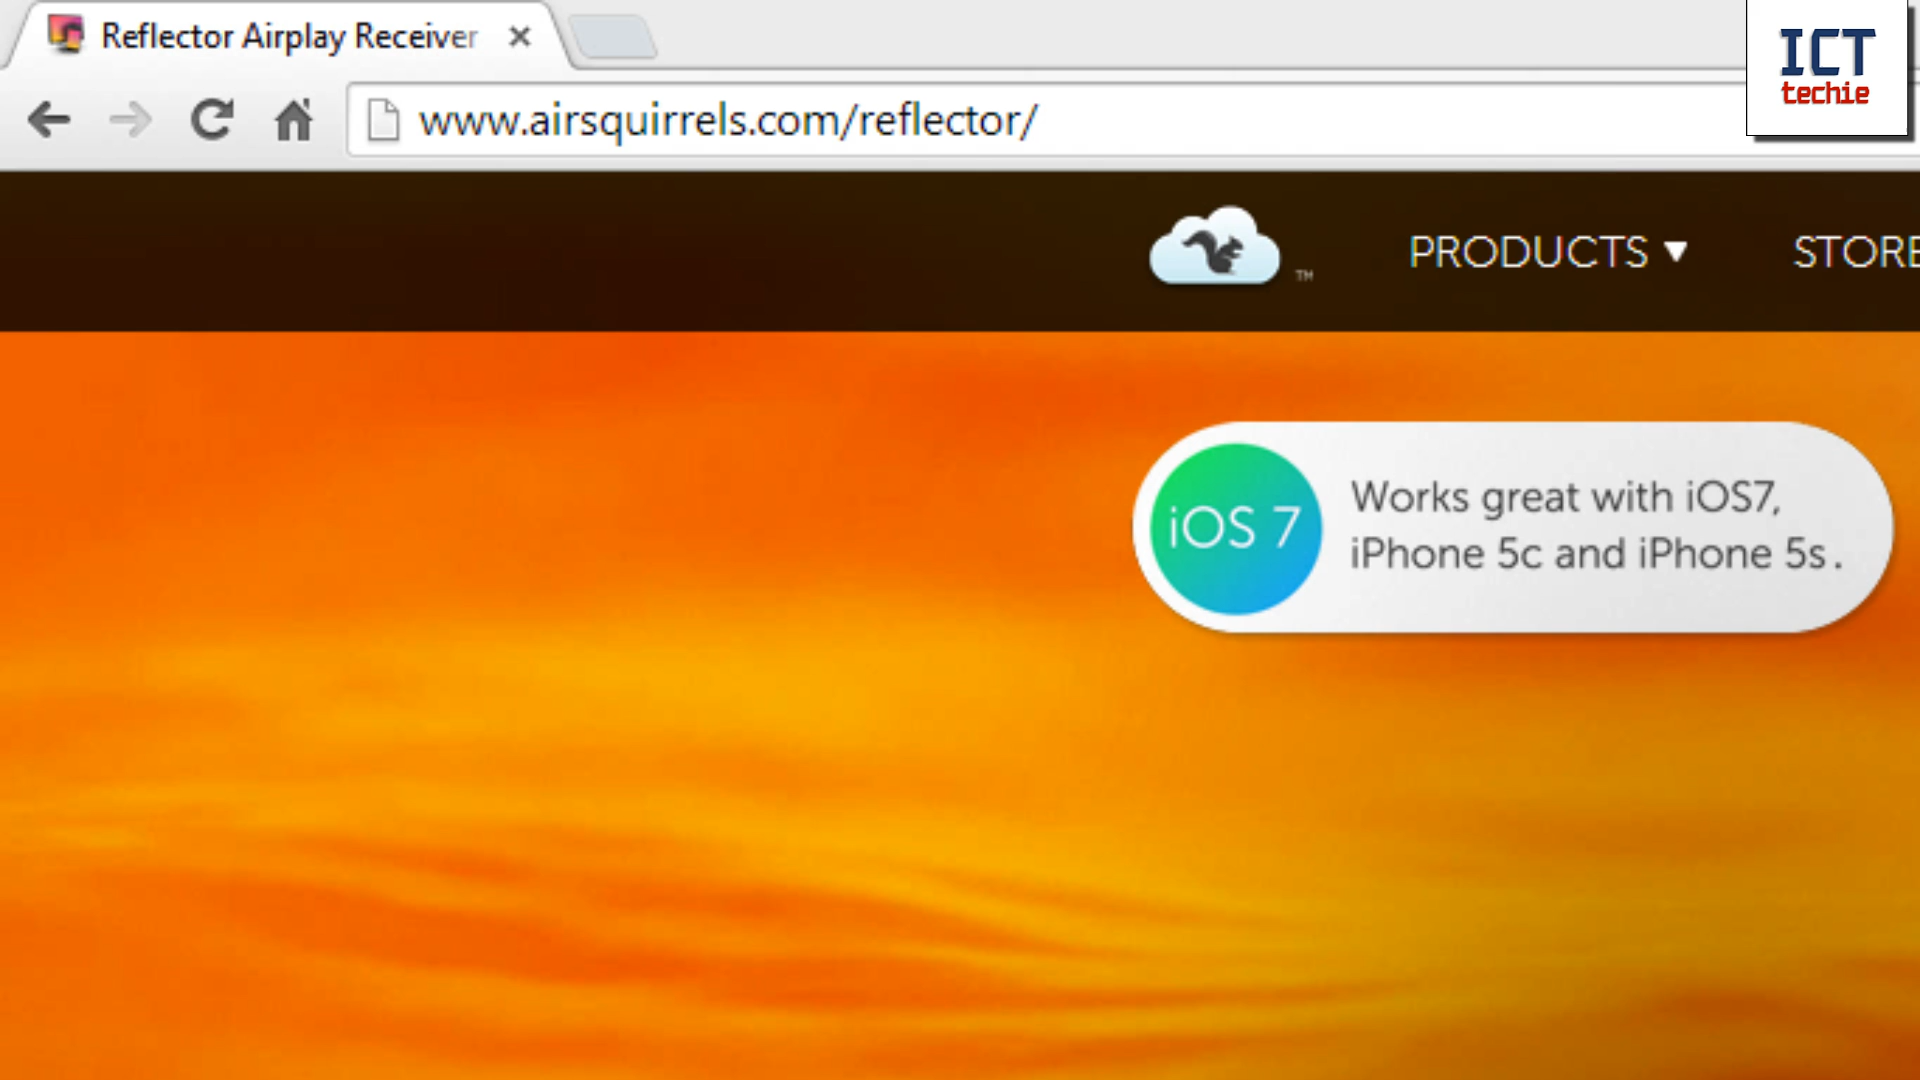 Reflector Airplay Receiver
ICT
techie
www.airsquirrels.com/reflector/
™
PRODUCTS ▼
STORE
iOS 7
Works great with iOS7,
iPhone 5c and iPhone 5s.